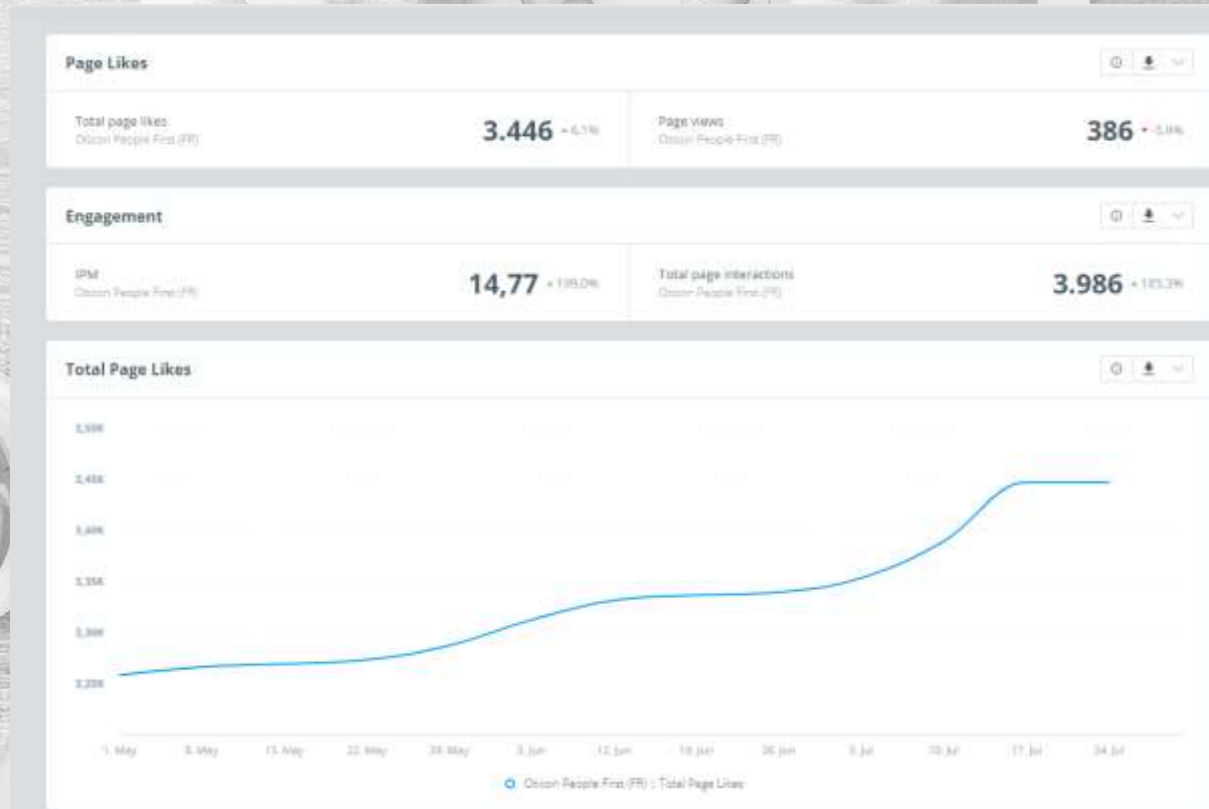 Page Likes
Total page likes
Oticon People First (FR)
3.446
6,1%
Page views
Oticon People First (FR)
386
Engagement
IPM
Oticon People First (FR)
14,77
Total page interactions
Oticon People First (FR)
3.986
Total Page Likes
3,50K
3,45K
3,40K
3,35K
3,30K
3,25K
1. May 8. May 15. May 22. May 29. May 5. Jun 12. Jun 19. Jun 26. Jun 3. Jul 10. Jul 17. Jul 24. Jul
Oticon People First (FR) : Total Page Likes